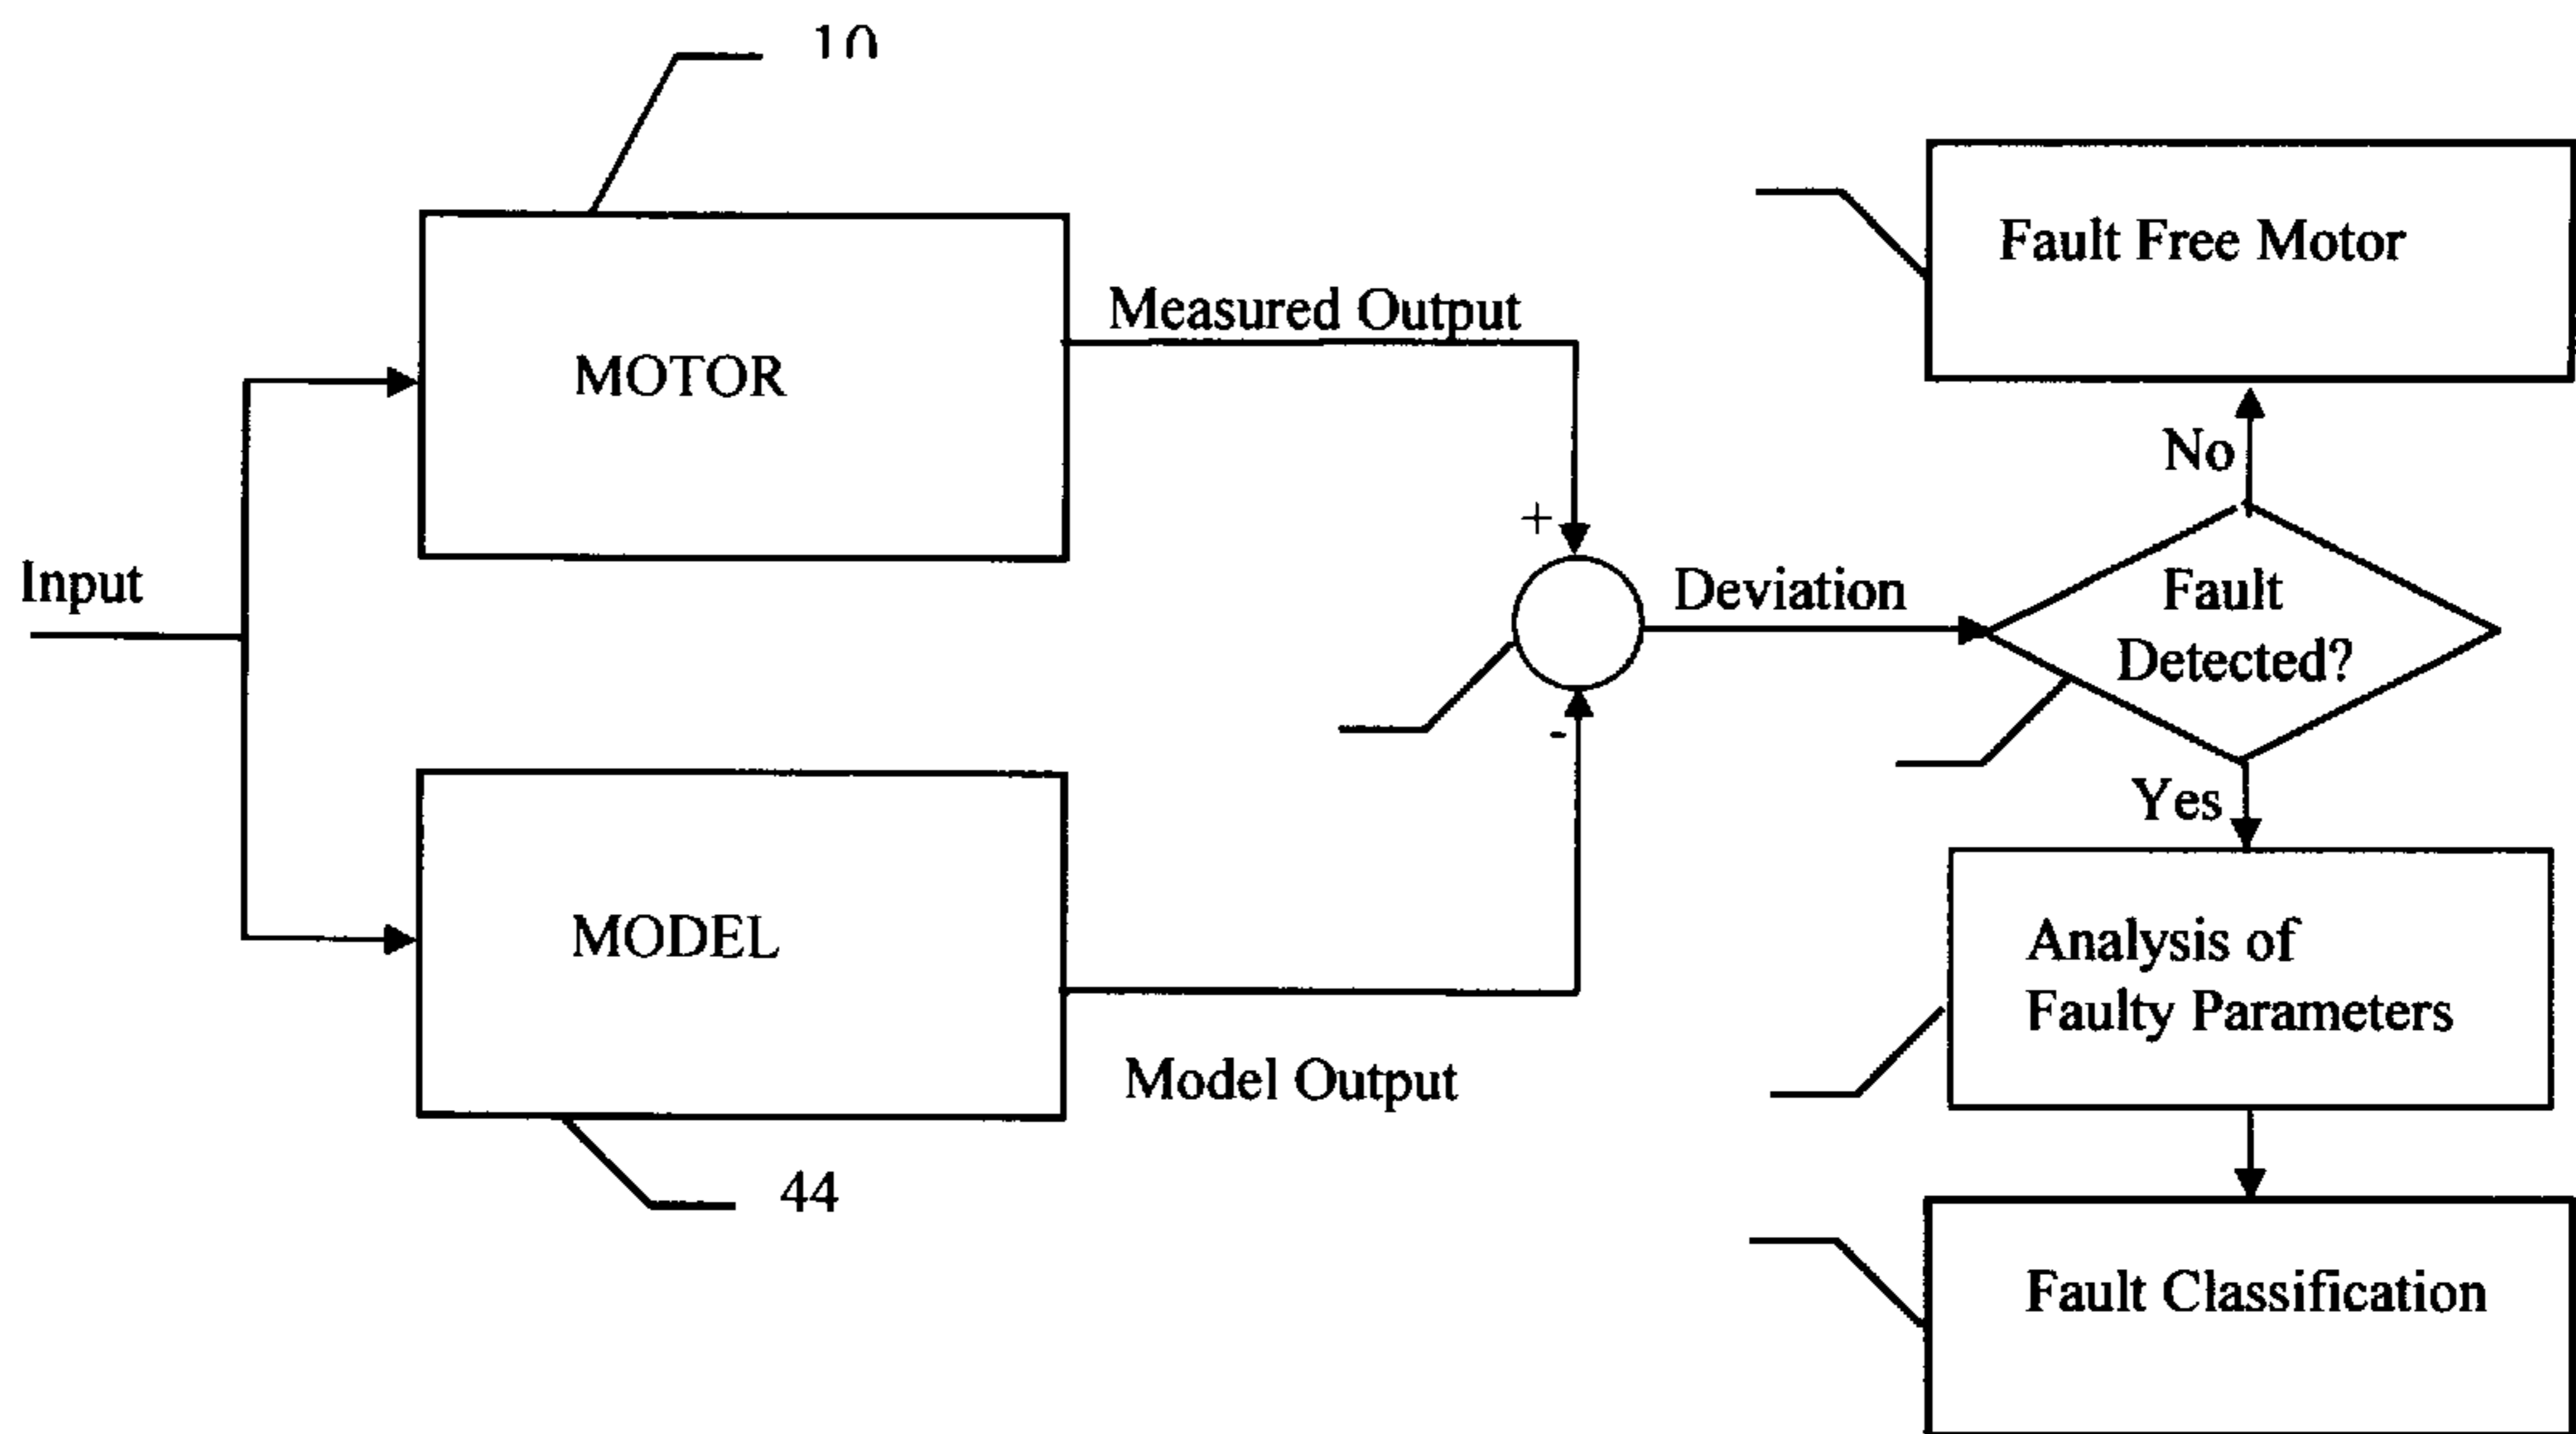 10
Fault Free Motor
Measured Output
MOTOR
No
+
Input
Deviation
Fault
Detected?
-
Yes
MODEL
Analysis of
Faulty Parameters
Model Output
44
Fault Classification